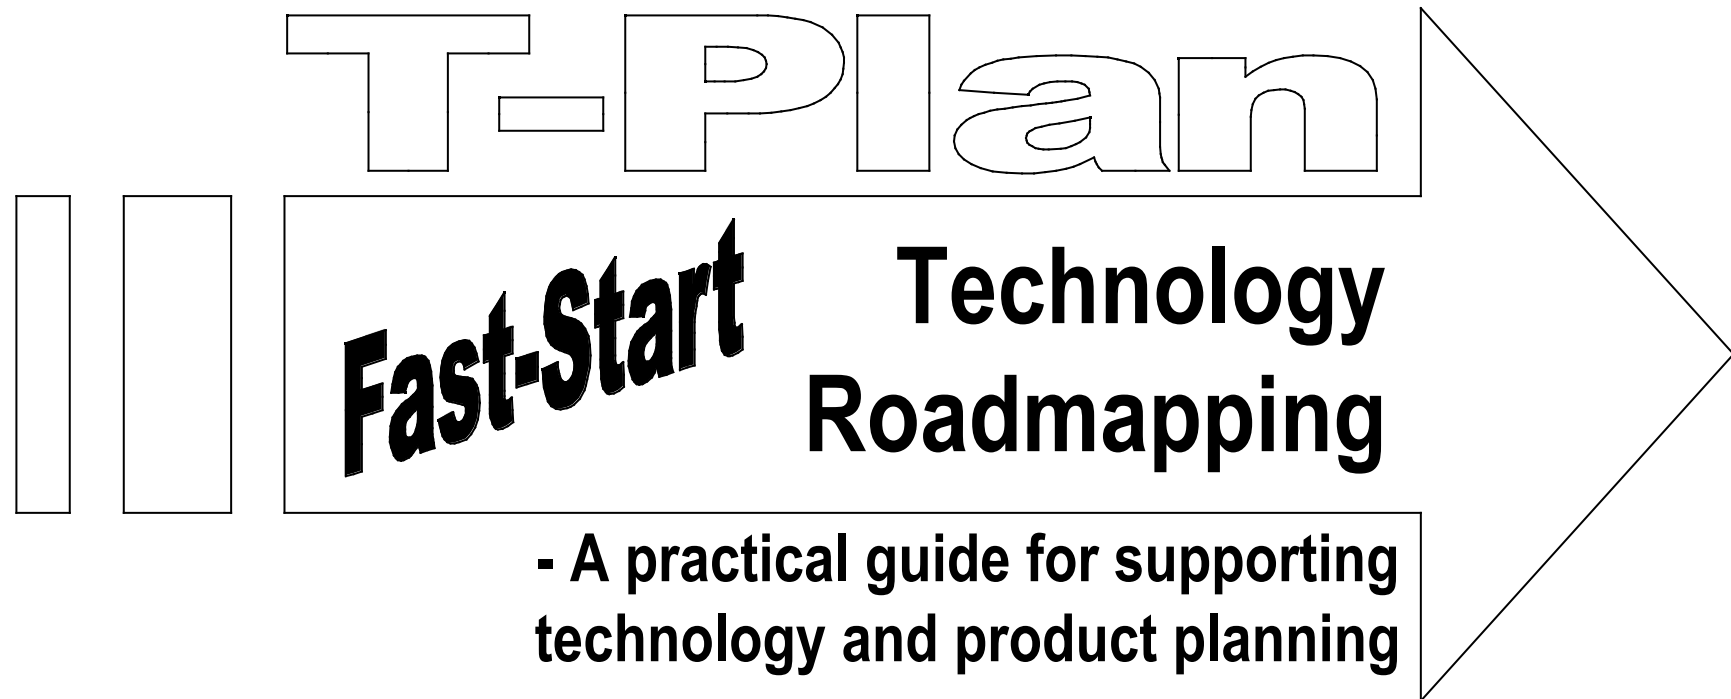 T-Plan
Fast-Start
Technology
Roadmapping
- A practical guide for supporting
technology and product planning